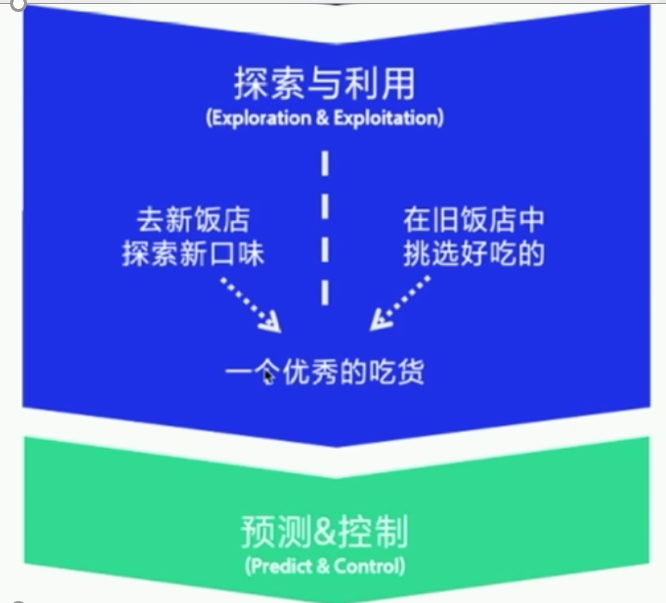 探索与利用
(Exploration & Exploitation)
去新饭店
探索新口味
在旧饭店中
挑选好吃的
一个优秀的吃货
预测&控制
(Predict & Control)